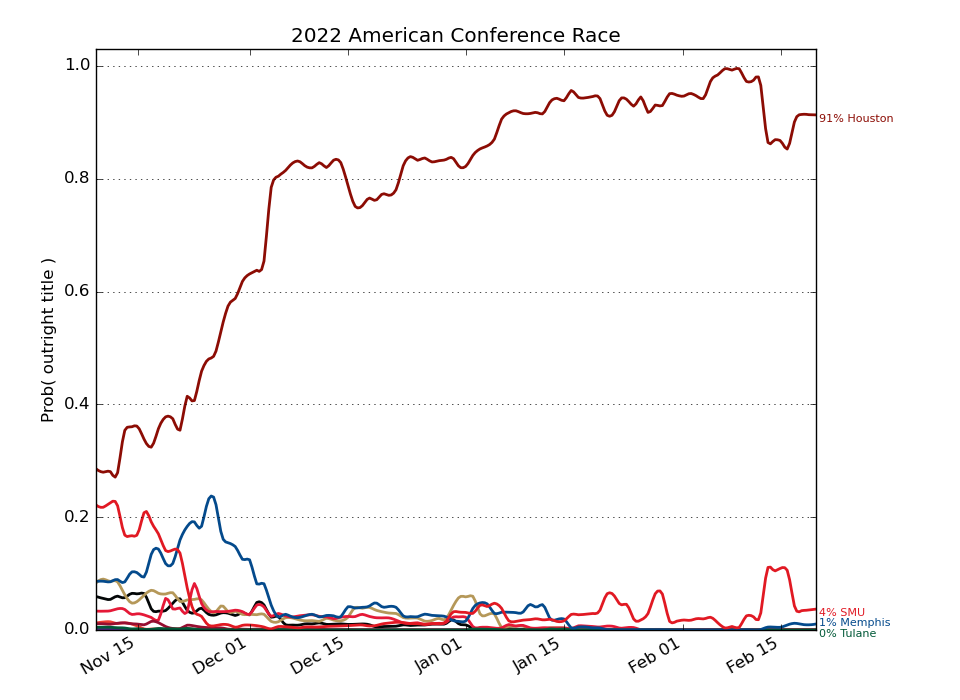 2022 American Conference Race
Prob( outright title )
1.0
0.8
0.6
0.4
0.2
0.0
Nov 15
Dec 01
Dec 15
Jan 01
Jan 15
Feb 01
Feb 15
91% Houston
4% SMU
1% Memphis
0% Tulane